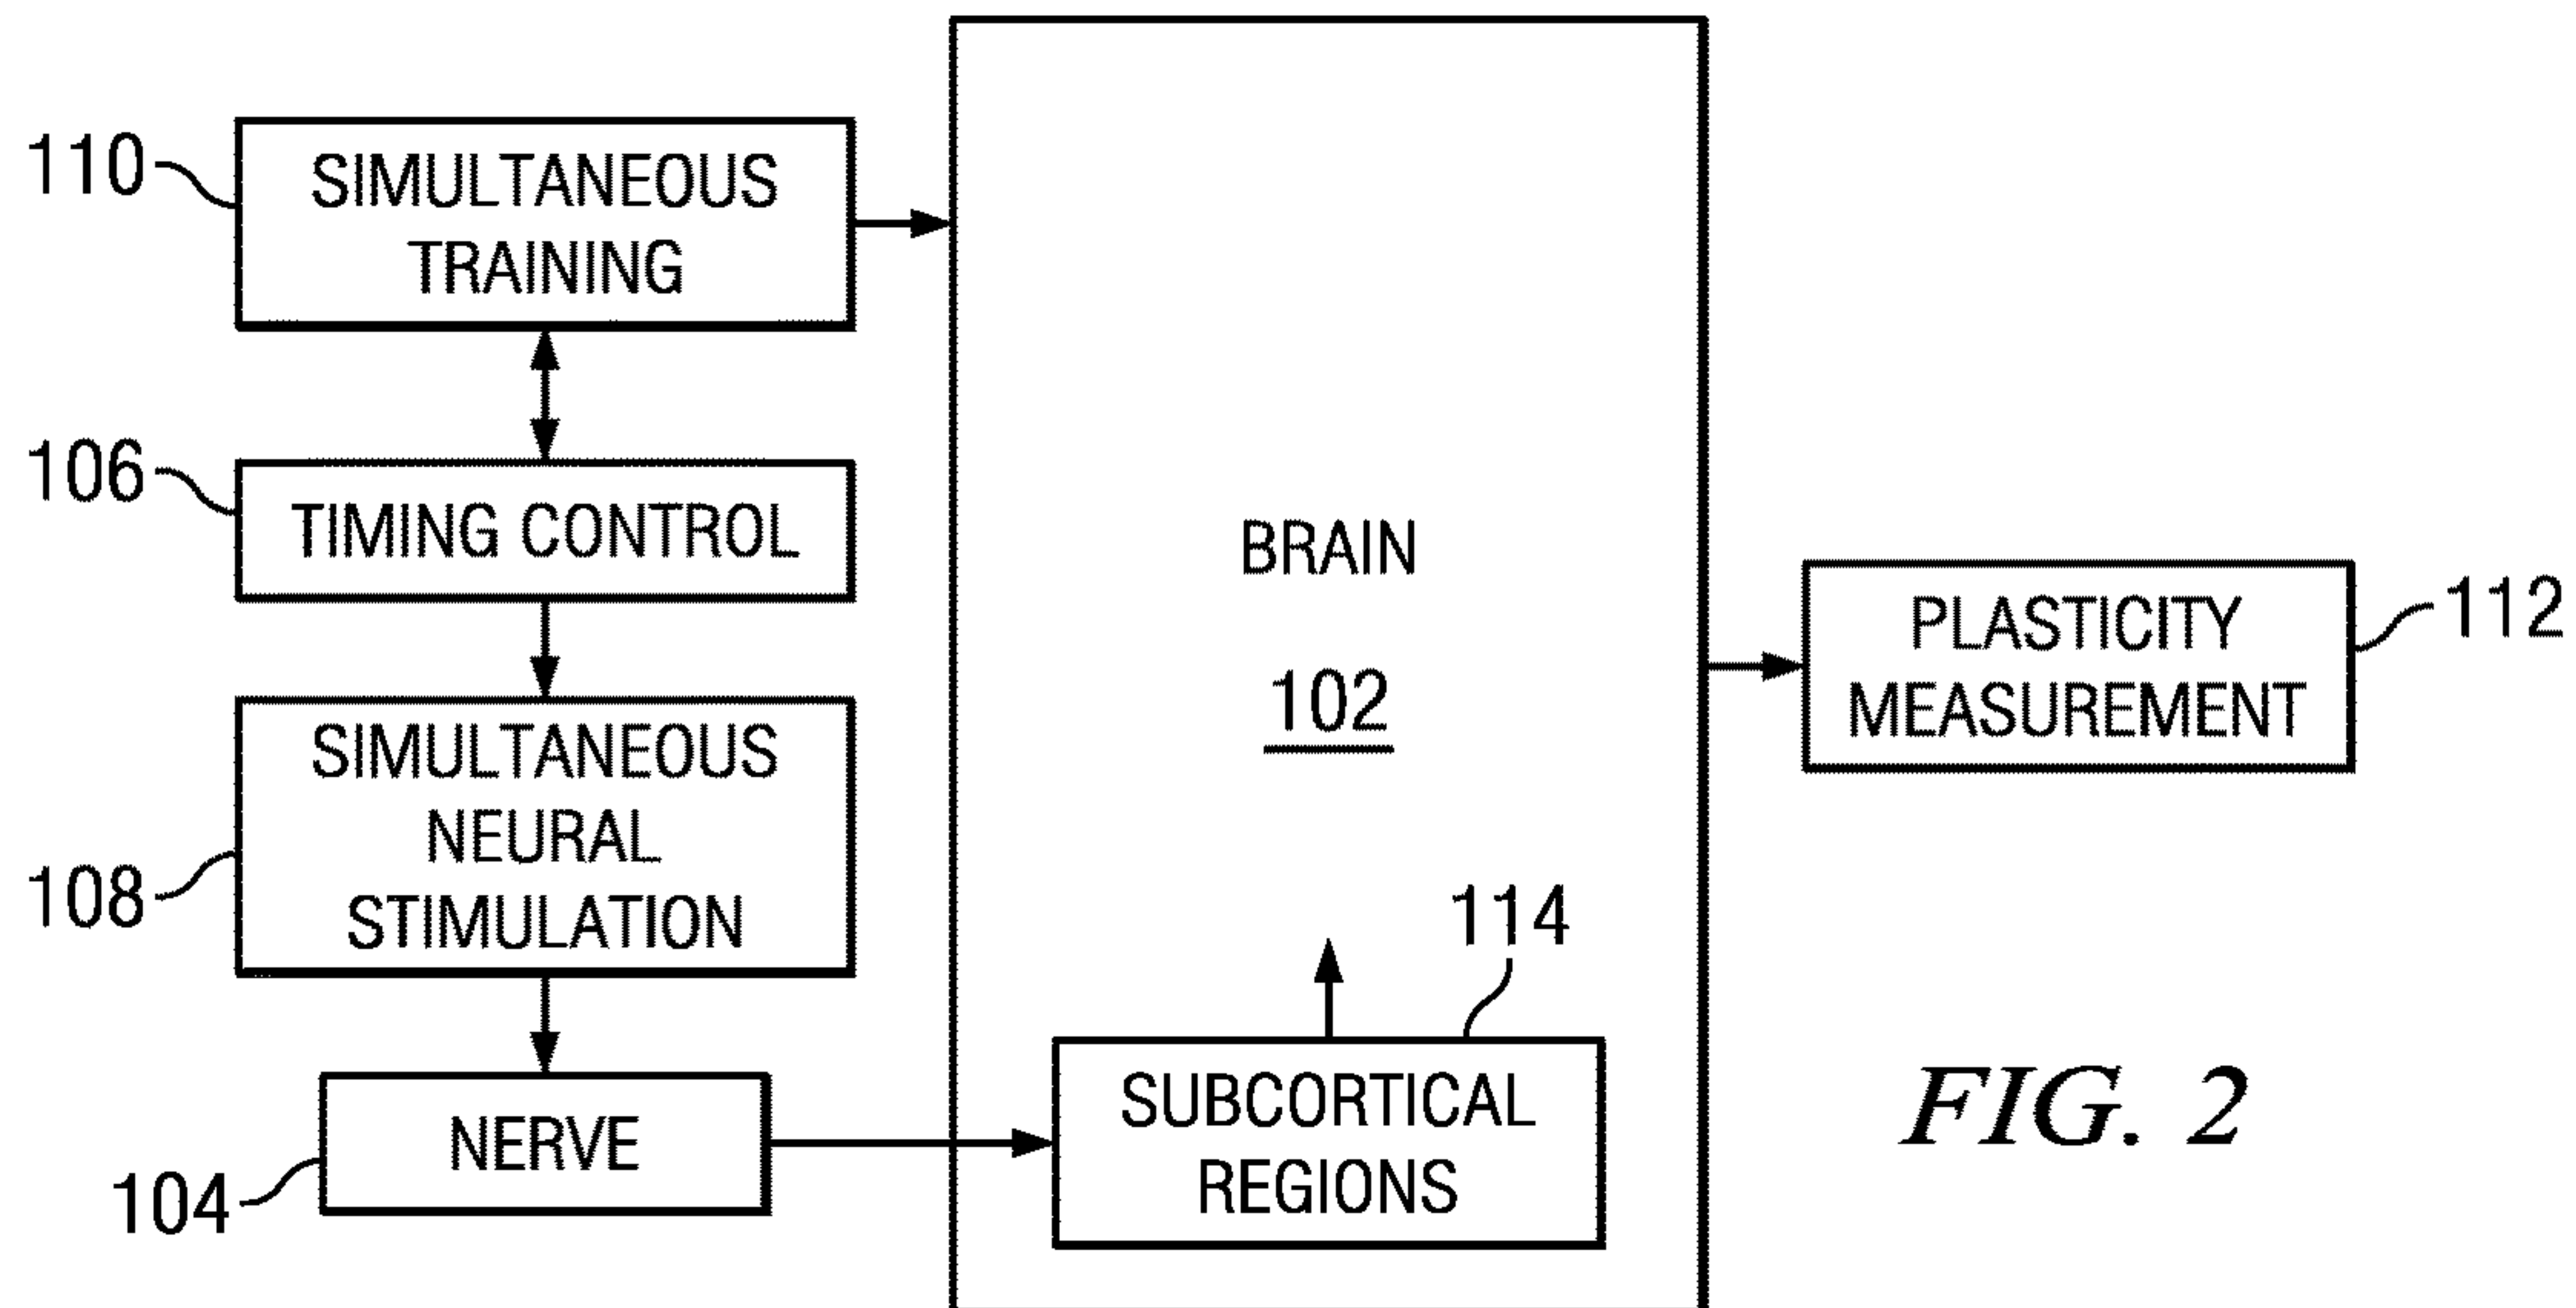 110
SIMULTANEOUS
TRAINING
106
TIMING CONTROL
108
SIMULTANEOUS
NEURAL
STIMULATION
104
NERVE
BRAIN
102
114
SUBCORTICAL
REGIONS
PLASTICITY
MEASUREMENT
112
FIG. 2